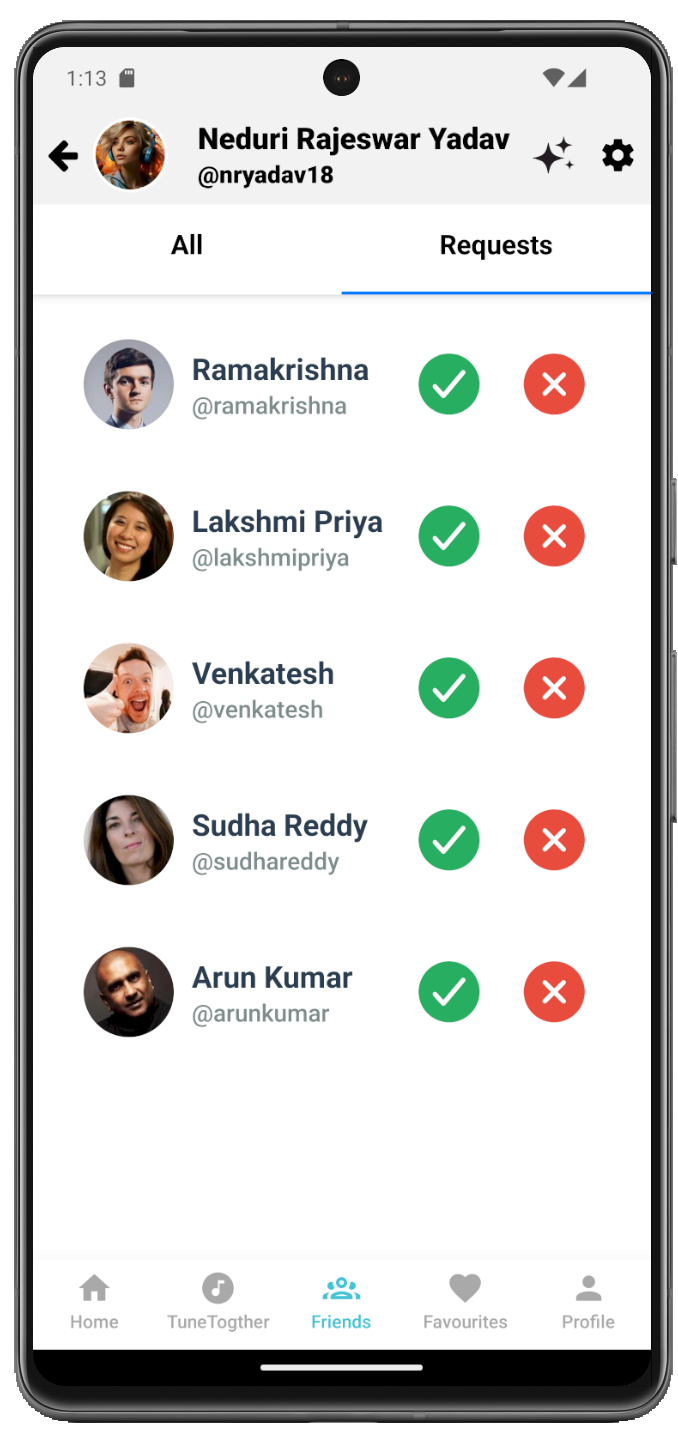 1:13
Neduri Rajeswar Yadav
@nryadav18
All Requests
Ramakrishna
@ramakrishna
Lakshmi Priya
@lakshmipriya
Venkatesh
@venkatesh
Sudha Reddy
@sudhareddy
Arun Kumar
@arunkumar
Home TuneTogther Friends Favourites Profile